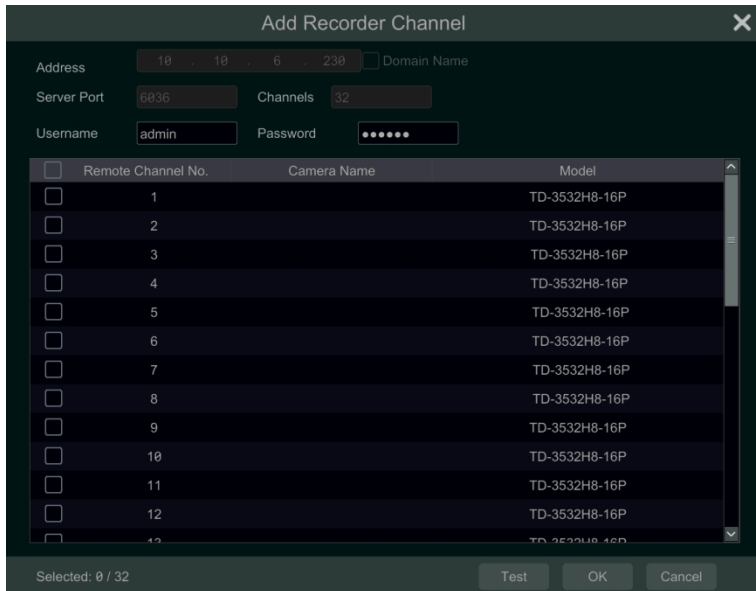 Add Recorder Channel
Address 10 . 10 . 6 . 230 Domain Name
Server Port 6036 Channels 32
Username admin Password ●●●●●●
Remote Channel No. Camera Name Model
1 TD-3532H8-16P
2 TD-3532H8-16P
3 TD-3532H8-16P
4 TD-3532H8-16P
5 TD-3532H8-16P
6 TD-3532H8-16P
7 TD-3532H8-16P
8 TD-3532H8-16P
9 TD-3532H8-16P
10 TD-3532H8-16P
11 TD-3532H8-16P
12 TD-3532H8-16P
13 TD-3532H8-16P
Selected: 0 / 32 Test OK Cancel